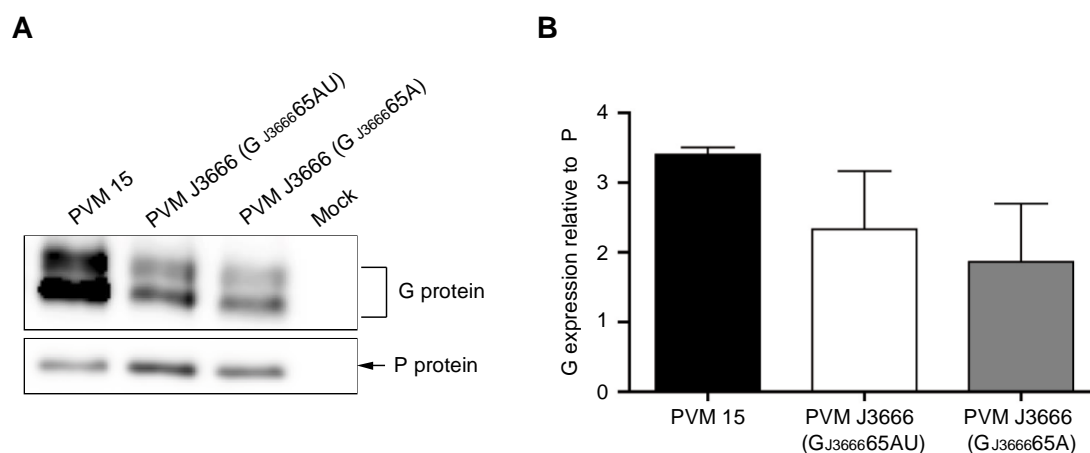 A
PVM 15
PVM J3666 (G J366665AU)
PVM J3666 (G J366665A)
Mock
G protein
P protein
B
G expression relative to P
4
3
2
1
0
PVM 15
PVM J3666
(GJ366665AU)
PVM J3666
(GJ366665A)